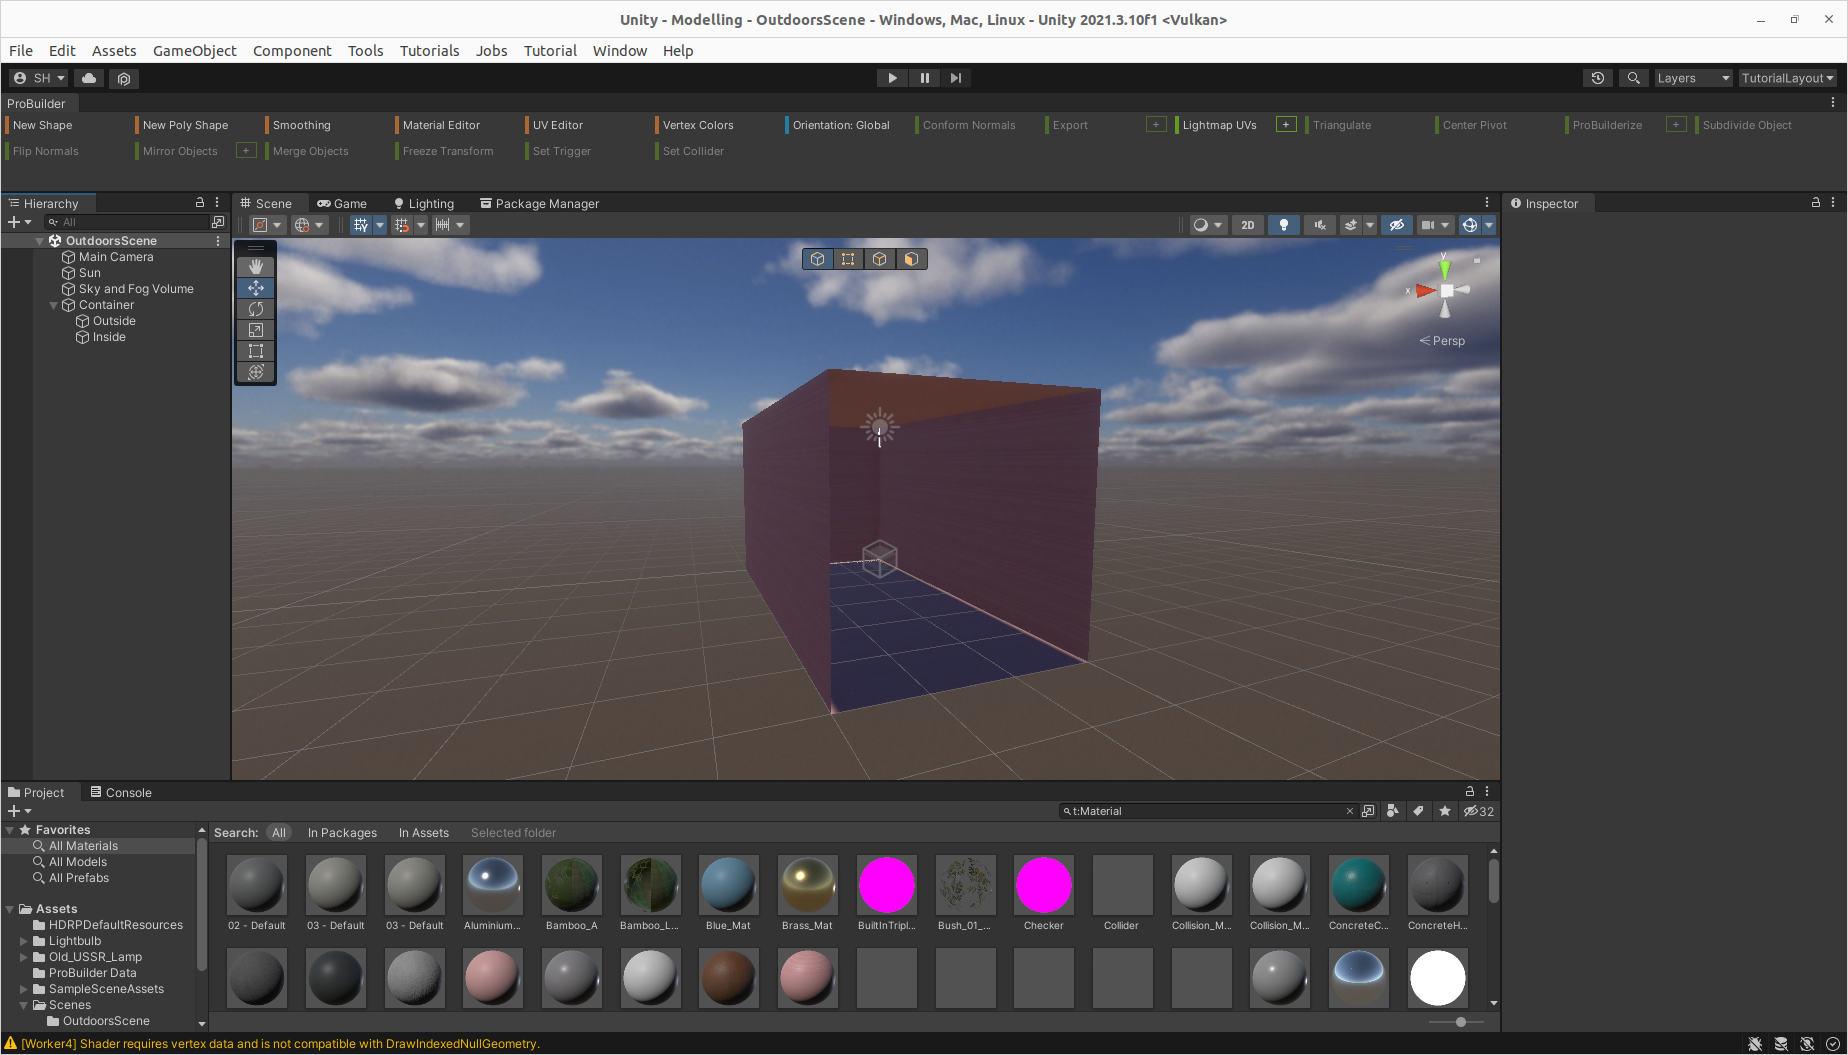 Unity - Modelling - OutdoorsScene - Windows, Mac, Linux - Unity 2021.3.10f1 <Vulkan>
File Edit Assets GameObject Component Tools Tutorials Jobs Tutorial Window Help
SH Layers TutorialLayout
ProBuilder
New Shape New Poly Shape Smoothing Material Editor UV Editor Vertex Colors Orientation: Global Conform Normals Export + Lightmap UVs + Triangulate Center Pivot ProBuilderize + Subdivide Object
Flip Normals Mirror Objects + Merge Objects Freeze Transform Set Trigger Set Collider
Hierarchy Scene Game Lighting Package Manager Inspector
All 2D
OutdoorsScene
Main Camera
Sun
Sky and Fog Volume
Container
Outside
Inside
y
x
Persp
Project Console
t:Material 32
Favorites Search: All In Packages In Assets Selected folder
All Materials
All Models
All Prefabs
Assets
HDRPDefaultResources
Lightbulb
Old_USSR_Lamp
ProBuilder Data
SampleSceneAssets
Scenes
OutdoorsScene
02 - Default 03 - Default 03 - Default Aluminium... Bamboo_A Bamboo_L... Blue_Mat Brass_Mat BuiltInTripl... Bush_01_... Checker Collider Collision_M... Collision_M... ConcreteC... ConcreteH...
[Worker4] Shader requires vertex data and is not compatible with DrawIndexedNullGeometry.